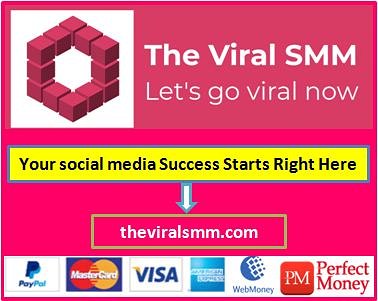 The Viral SMM
Let's go viral now
Your social media Success Starts Right Here
theviralsmm.com
PayPal
MasterCard
VISA
AMERICAN EXPRESS
WebMoney
PM
Perfect Money